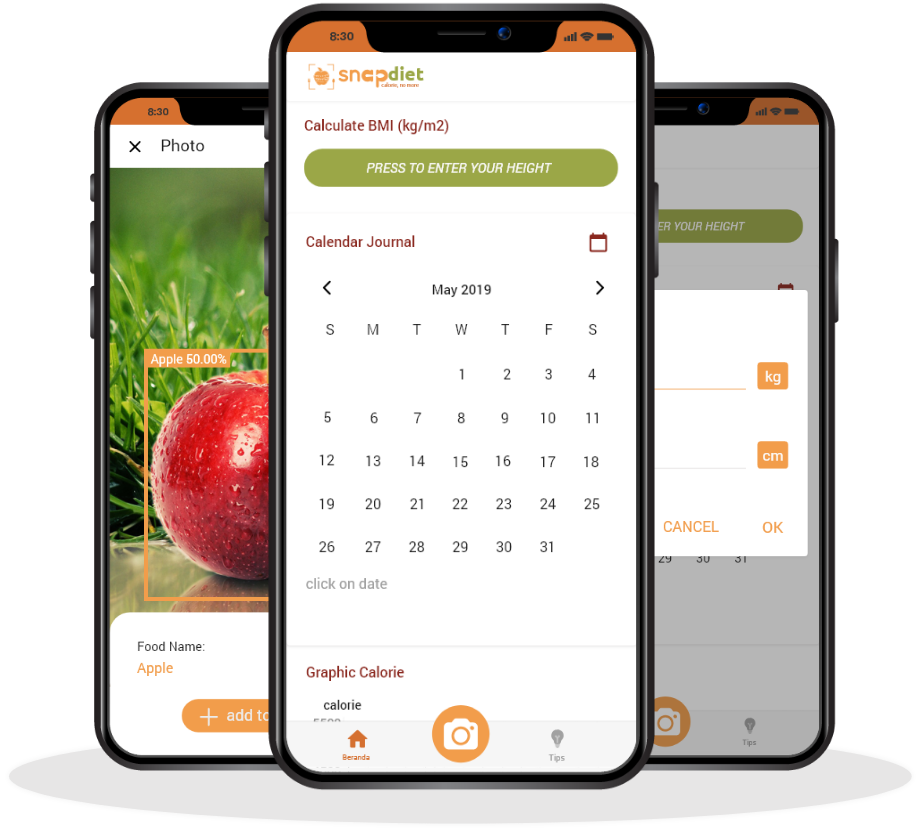 8:30
Photo
Apple 50.00%
Food Name:
Apple
add to
8:30
snapdiet
calorie, no more
Calculate BMI (kg/m2)
PRESS TO ENTER YOUR HEIGHT
Calendar Journal
May 2019
S M T W T F S
1 2 3 4
5 6 7 8 9 10 11
12 13 14 15 16 17 18
19 20 21 22 23 24 25
26 27 28 29 30 31
click on date
Graphic Calorie
calorie
Beranda
Tips
ER YOUR HEIGHT
kg
cm
CANCEL OK
29 30 31
Tips